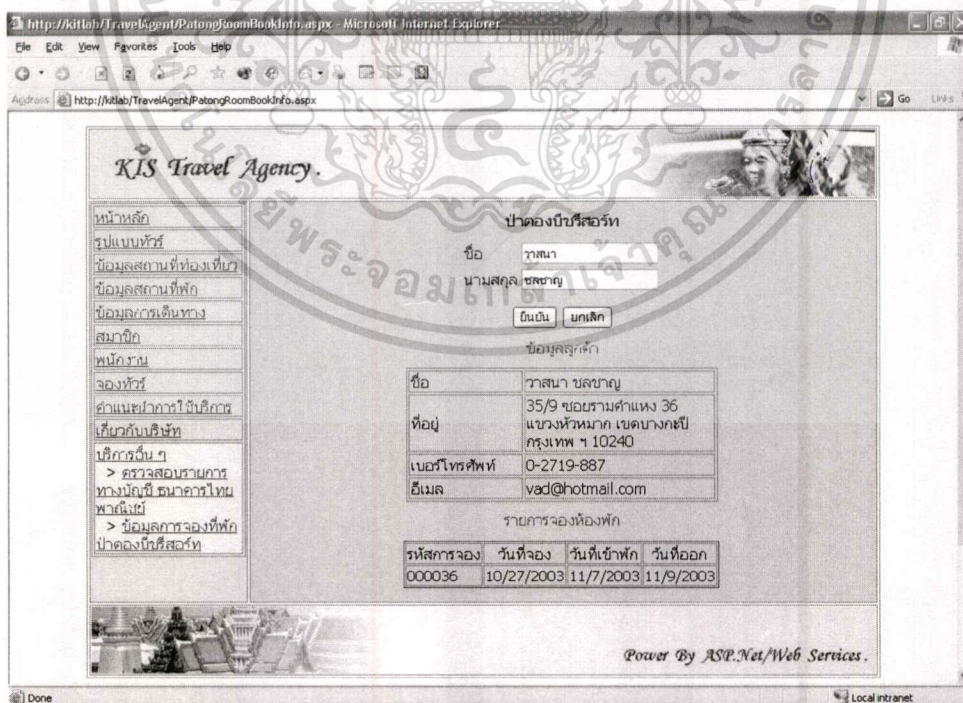 http://kitlab/TravelAgent/PatongRoomBookInfo.aspx - Microsoft Internet Explorer
File Edit View Favorites Tools Help
Address http://kitlab/TravelAgent/PatongRoomBookInfo.aspx Go Links
KIS Travel Agency.
หน้าหลัก
รูปแบบทัวร์
ข้อมูลสถานที่ท่องเที่ยว
ข้อมูลสถานที่พัก
ข้อมูลการเดินทาง
สมาชิก
พนักงาน
จองทัวร์
คำแนะนำการใช้บริการ
เกี่ยวกับบริษัท
บริการอื่น ๆ
> ตรวจสอบรายการ
ทางบัญชี ธนาคารไทย
พาณิชย์
> ข้อมูลการจองที่พัก
ป่าตองบีชรีสอร์ท
ป่าตองบีชรีสอร์ท
ชื่อ วาสนา
นามสกุล ชลชาญ
ยืนยัน ยกเลิก
ข้อมูลลูกค้า
ชื่อ วาสนา ชลชาญ
ที่อยู่ 35/9 ซอยรามคำแหง 36
แขวงหัวหมาก เขตบางกะปี
กรุงเทพ ฯ 10240
เบอร์โทรศัพท์ 0-2719-887
อีเมล vad@hotmail.com
รายการจองห้องพัก
รหัสการจอง วันที่จอง วันที่เข้าพัก วันที่ออก
000036 10/27/2003 11/7/2003 11/9/2003
Power By ASP.Net/Web Services.
Done Local intranet